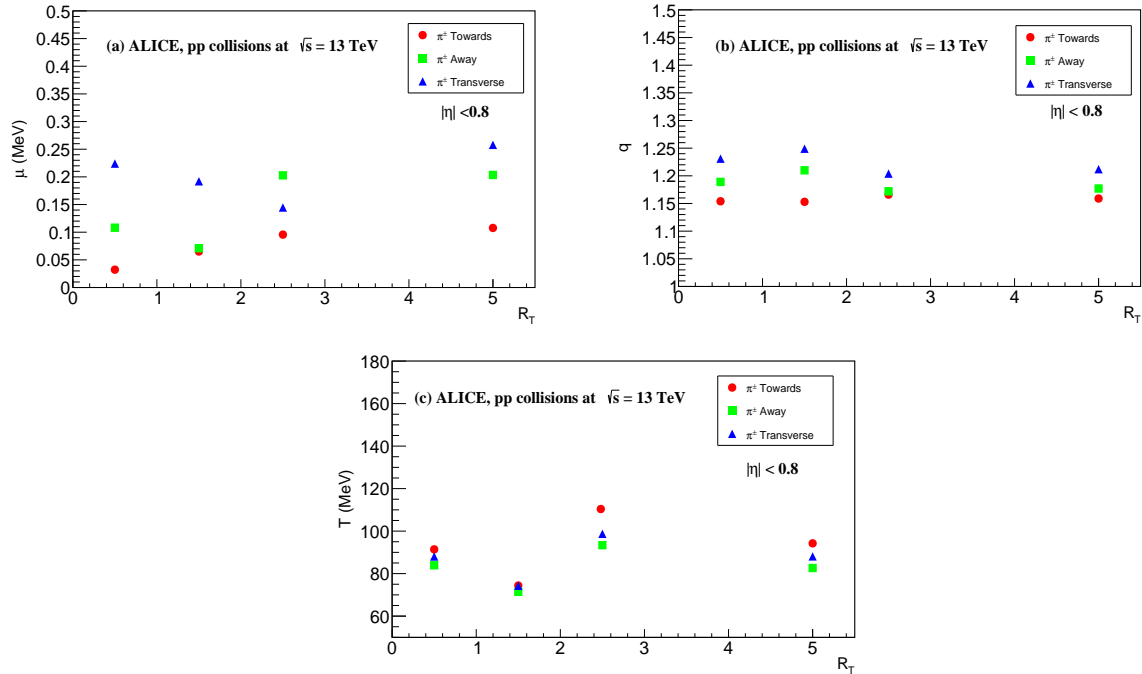 (a) ALICE, pp collisions at √s = 13 TeV
π± Towards
π± Away
π± Transverse
|η| <0.8
μ (MeV)
0.5
0.45
0.4
0.35
0.3
0.25
0.2
0.15
0.1
0.05
0
0 1 2 3 4 5
R_T
(b) ALICE, pp collisions at √s = 13 TeV
π± Towards
π± Away
π± Transverse
|η| < 0.8
q
1.5
1.45
1.4
1.35
1.3
1.25
1.2
1.15
1.1
1.05
1
0 1 2 3 4 5
R_T
(c) ALICE, pp collisions at √s = 13 TeV
π± Towards
π± Away
π± Transverse
|η| < 0.8
T (MeV)
180
160
140
120
100
80
60
0 1 2 3 4 5
R_T